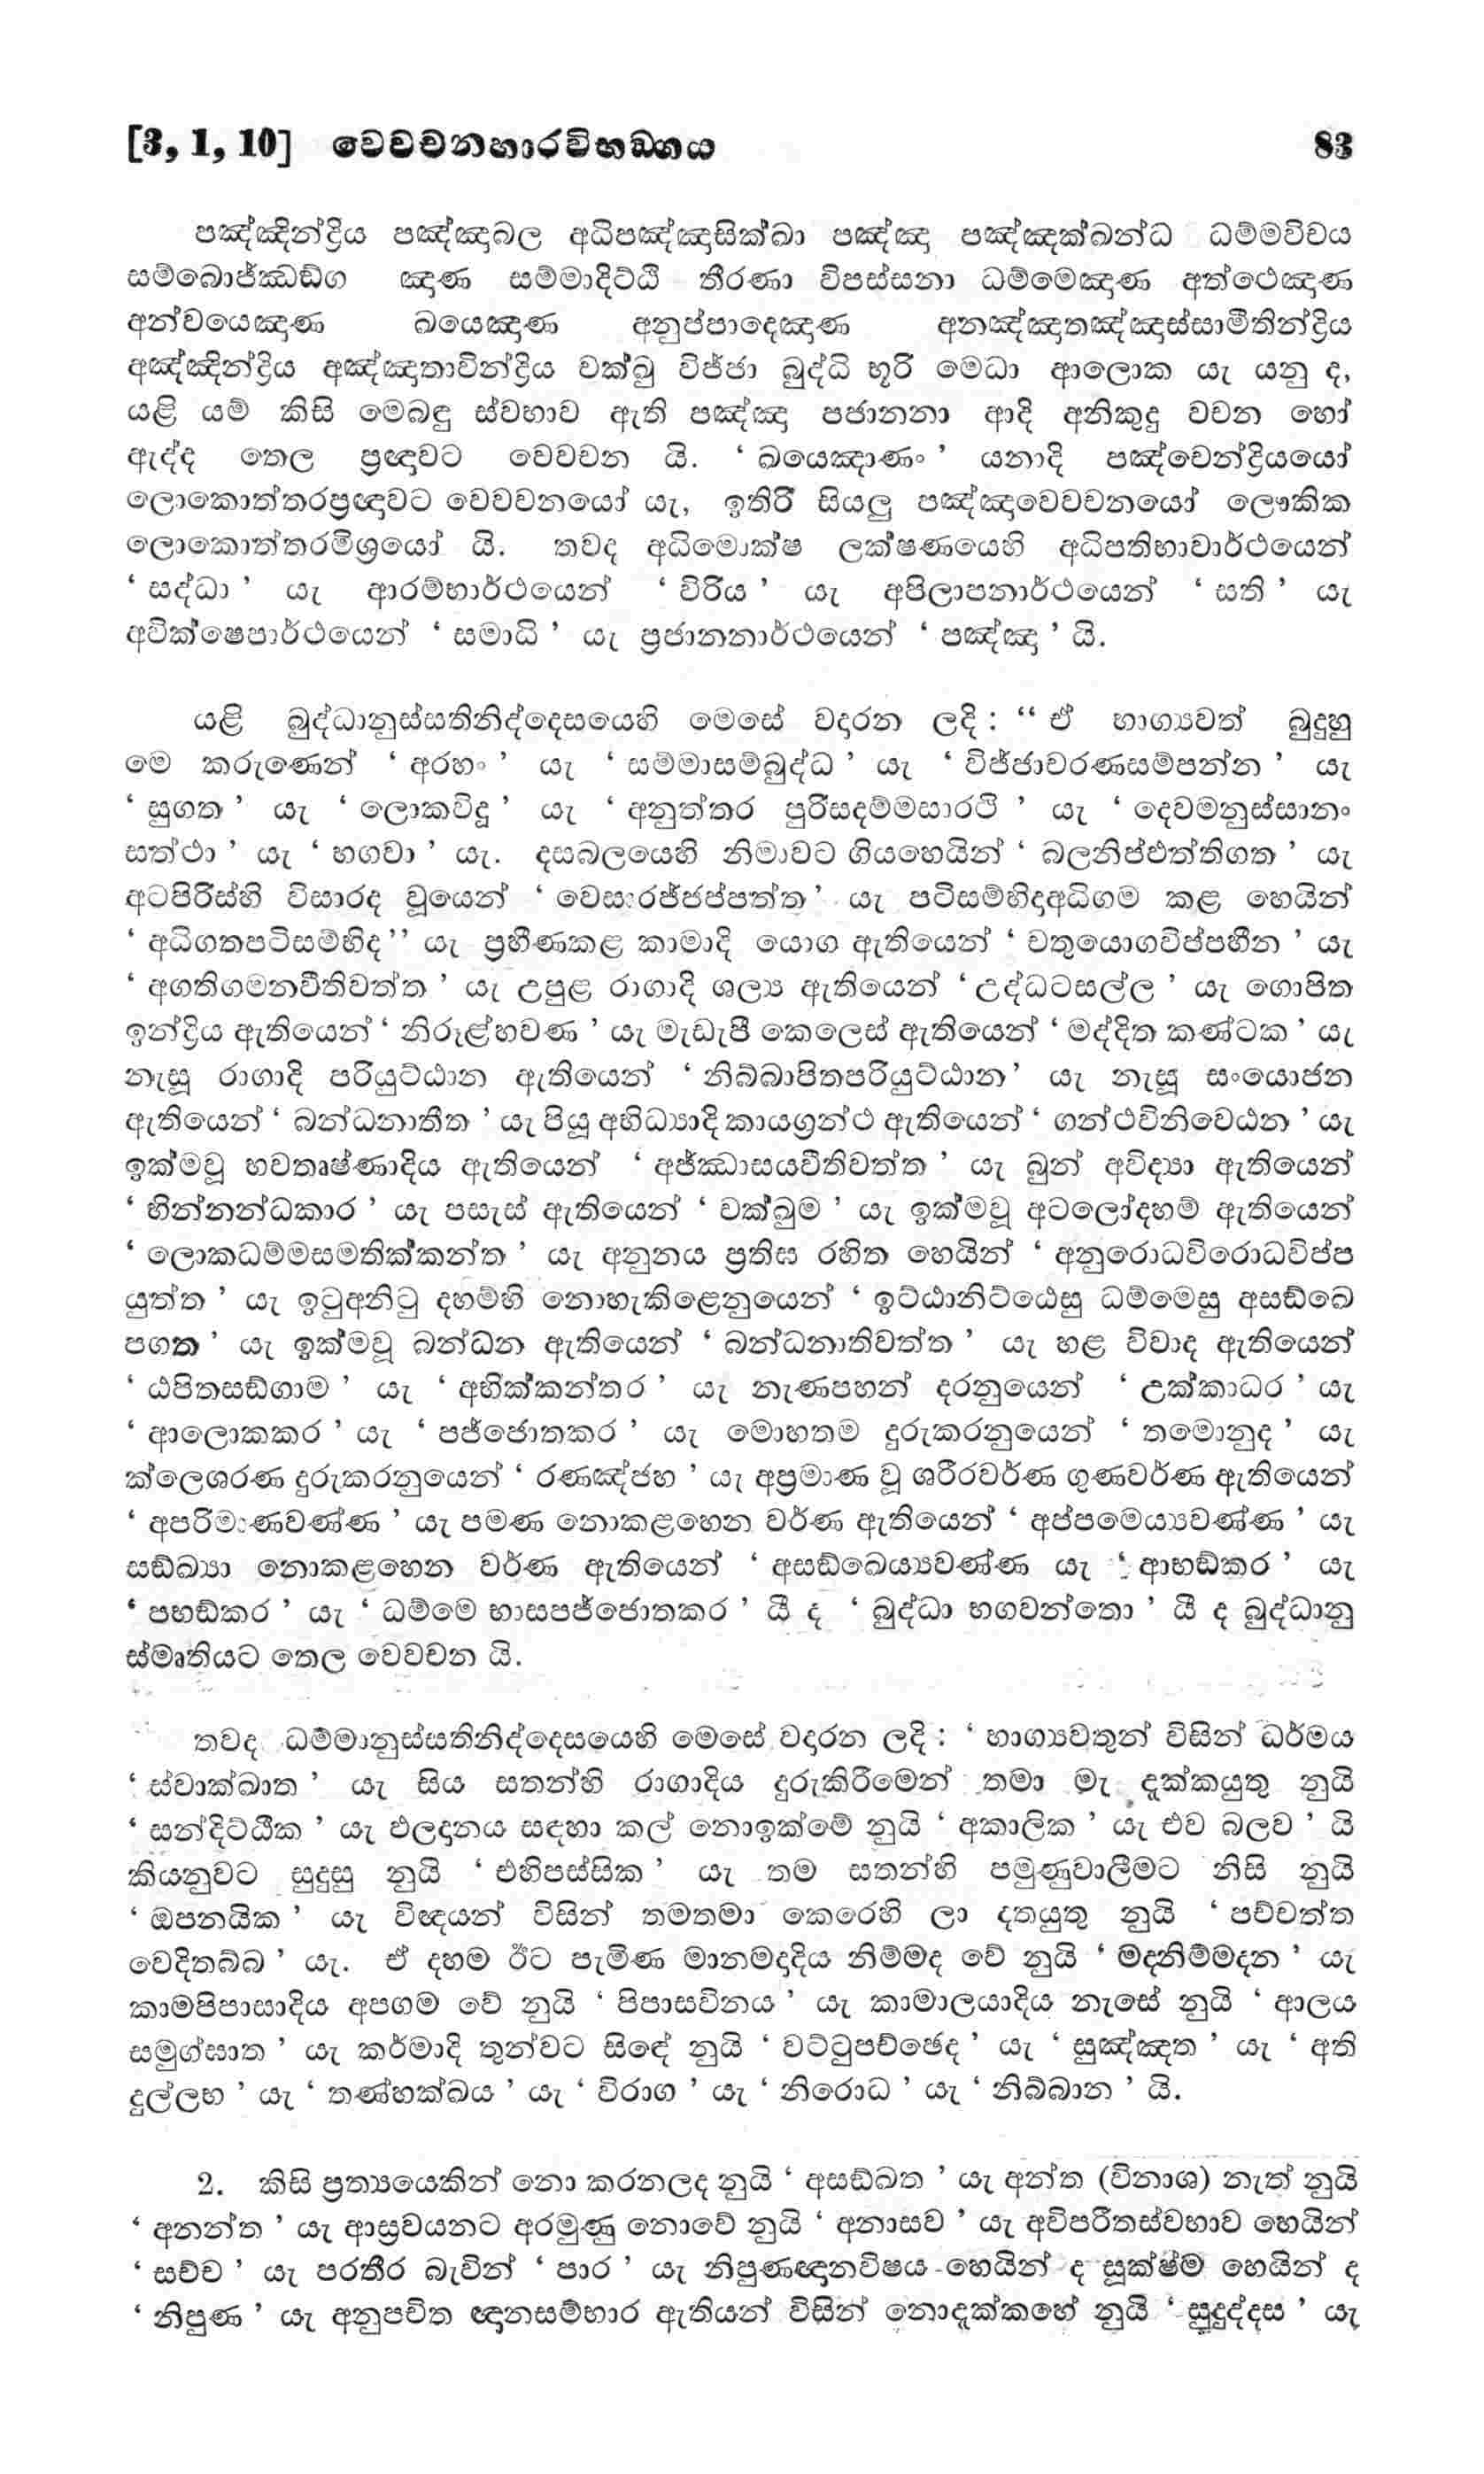 [3, 1, 10] වෙවචනහාරවිභඞ්ගය 83
පඤ්ඤින්ද්‍රිය පඤ්ඤාබල අධිපඤ්ඤාසික්ඛා පඤ්ඤා පඤ්ඤක්ඛන්ධ ධම්මවිචය
සම්බොජ්ඣඞ්ග ඤාණ සම්මාදිට්ඨි තීරණා විපස්සනා ධම්මෙඤාණ අත්ථෙඤාණ
අන්වයෙඤාණ ඛයෙඤාණ අනුප්පාදෙඤාණ අනඤ්ඤතඤ්ඤස්සාමීතින්ද්‍රිය
අඤ්ඤින්ද්‍රිය අඤ්ඤාතාවින්ද්‍රිය චක්ඛු විජ්ජා බුද්ධි භූරි මෙධා ආලොක යැ යනු ද,
යළි යම් කිසි මෙබඳු ස්වභාව ඇති පඤ්ඤා පජානනා ආදි අනිකුදු වචන හෝ
ඇද්ද තෙල ප්‍රඥාවට වෙවචන යි. ‘ ඛයෙඤාණං ’ යනාදි පඤ්චෙන්ද්‍රියයෝ
ලොකොත්තරප්‍රඥාවට වෙවචනයෝ යැ, ඉතිරි සියලු පඤ්ඤාවෙවචනයෝ ලෞකික
ලොකොත්තරමිශ්‍රයෝ යි. තවද අධිමොක්ෂ ලක්ෂණයෙහි අධිපතිභාවාර්ථයෙන්
‘ සද්ධා ’ යැ ආරම්භාර්ථයෙන් ‘ විරිය ’ යැ අපිලාපනාර්ථයෙන් ‘ සති ’ යැ
අවික්ෂෙපාර්ථයෙන් ‘ සමාධි ’ යැ ප්‍රජානනාර්ථයෙන් ‘ පඤ්ඤා ’ යි.
යළි බුද්ධානුස්සතිනිද්දෙසයෙහි මෙසේ වදාරන ලදි : “ ඒ භාග්‍යවත් බුදුහු
මෙ කරුණෙන් ‘ අරහං ’ යැ ‘ සම්මාසම්බුද්ධ ’ යැ ‘ විජ්ජාචරණසම්පන්න ’ යැ
‘ සුගත ’ යැ ‘ ලොකවිදූ ’ යැ ‘ අනුත්තර පුරිසදම්මසාරථි ’ යැ ‘ දෙවමනුස්සානං
සත්ථා ’ යැ ‘ භගවා ’ යැ. දසබලයෙහි නිමාවට ගියහෙයින් ‘ බලනිප්ඵත්තිගත ’ යැ
අටපිරිස්හි විසාරද වූයෙන් ‘ වෙසාරජ්ජප්පත්ත ’ යැ පටිසම්භිදාඅධිගම කළ හෙයින්
‘ අධිගතපටිසම්භිද’’ යැ ප්‍රහීණකළ කාමාදි යොග ඇතියෙන් ‘ චතුයොගවිප්පහීන ’ යැ
‘ අගතිගමනවීතිවත්ත ’ යැ උපුළ රාගාදි ශල්‍ය ඇතියෙන් ‘ උද්ධටසල්ල ’ යැ ගොපිත
ඉන්ද්‍රිය ඇතියෙන් ‘ නිරූළ්හවණ ’ යැ මැඩැපී කෙලෙස් ඇතියෙන් ‘ මද්දිත කණ්ටක ’ යැ
නැසූ රාගාදි පරියුට්ඨාන ඇතියෙන් ‘ නිබ්බාපිතපරියුට්ඨාන’ යැ නැසූ සංයොජන
ඇතියෙන් ‘ බන්ධනාතීත ’ යැ පියූ අභිධ්‍යාදි කායග්‍රන්ථ ඇතියෙන් ‘ ගන්ථවිනිවෙඨන ’ යැ
ඉක්මවූ භවතෘෂ්ණාදිය ඇතියෙන් ‘ අජ්ඣාසයවීතිවත්ත ’ යැ බුන් අවිද්‍යා ඇතියෙන්
‘ භින්නන්ධකාර ’ යැ පසැස් ඇතියෙන් ‘ චක්ඛුම ’ යැ ඉක්මවූ අටලෝදහම් ඇතියෙන්
‘ ලොකධම්මසමතික්කන්ත ’ යැ අනුනය ප්‍රතිඝ රහිත හෙයින් ‘ අනුරොධවිරොධවිප්ප
යුත්ත ’ යැ ඉටුඅනිටු දහම්හි නොහැකිළෙනුයෙන් ‘ ඉට්ඨානිට්ඨෙසු ධම්මෙසු අසඞ්ඛෙ
පගත ’ යැ ඉක්මවූ බන්ධන ඇතියෙන් ‘ බන්ධනාතිවත්ත ’ යැ හළ විවාද ඇතියෙන්
‘ ඨපිතසඞ්ගාම ’ යැ ‘ අභික්කන්තර ’ යැ නැණපහන් දරනුයෙන් ‘ උක්කාධර ’ යැ
‘ ආලොකකර ’ යැ ‘ පජ්ජොතකර ’ යැ මොහතම දුරුකරනුයෙන් ‘ තමොනුද ’ යැ
ක්ලෙශරණ දුරුකරනුයෙන් ‘ රණඤ්ජහ ’ යැ අප්‍රමාණ වූ ශරීරවර්ණ ගුණවර්ණ ඇතියෙන්
‘ අපරිමාණවණ්ණ ’ යැ පමණ නොකළහෙන වර්ණ ඇතියෙන් ‘ අප්පමෙය්‍යවණ්ණ ’ යැ
සඞ්ඛ්‍යා නොකළහෙන වර්ණ ඇතියෙන් ‘ අසඞ්ඛෙය්‍යවණ්ණ යැ ‘ ආභඞ්කර ’ යැ
‘ පභඞ්කර ’ යැ ‘ ධම්මෙ භාසපජ්ජොතකර ’ යී ද ‘ බුද්ධා භගවන්තො ’ යී ද බුද්ධානු
ස්මෘතියට තෙල වෙවචන යි.
තවද ධම්මානුස්සතිනිද්දෙසයෙහි මෙසේ වදාරන ලදි : ‘ භාග්‍යවතුන් විසින් ධර්මය
‘ ස්වාක්ඛාත ’ යැ සිය සතන්හි රාගාදිය දුරුකිරීමෙන් තමා මැ දැක්කයුතු නුයි
‘ සන්දිට්ඨික ’ යැ ඵලදානය සඳහා කල් නොඉක්මේ නුයි ‘ අකාලික ’ යැ එව බලව ’ යි
කියනුවට සුදුසු නුයි ‘ එහිපස්සික ’ යැ තම සතන්හි පමුණුවාලීමට නිසි නුයි
‘ ඔපනයික ’ යැ විඥයන් විසින් තමතමා කෙරෙහි ලා දතයුතු නුයි ‘ පච්චත්ත
වෙදිතබ්බ ’ යැ. ඒ දහම ඊට පැමිණ මානමදාදිය නිම්මද වේ නුයි ‘ මදනිම්මදන ’ යැ
කාමපිපාසාදිය අපගම වේ නුයි ‘ පිපාසවිනය ’ යැ කාමාලයාදිය නැසේ නුයි ‘ ආලය
සමුග්ඝාත ’ යැ කර්මාදි තුන්වට සිඳේ නුයි ‘ වට්ටුපච්ඡෙද ’ යැ ‘ සුඤ්ඤත ’ යැ ‘ අති
දුල්ලභ ’ යැ ‘ තණ්හක්ඛය ’ යැ ‘ විරාග ’ යැ ‘ නිරොධ ’ යැ ‘ නිබ්බාන ’ යි.
2. කිසි ප්‍රත්‍යයෙකින් නො කරනලද නුයි ‘ අසඞ්ඛත ’ යැ අන්ත (විනාශ) නැත් නුයි
‘ අනන්ත ’ යැ ආස්‍රවයනට අරමුණු නොවේ නුයි ‘ අනාසව ’ යැ අවිපරීතස්වභාව හෙයින්
‘ සච්ච ’ යැ පරතීර බැවින් ‘ පාර ’ යැ නිපුණඥානවිෂය හෙයින් ද සූක්ෂ්ම හෙයින් ද
‘ නිපුණ ’ යැ අනුපචිත ඥානසම්භාර ඇතියන් විසින් නොදැක්කහේ නුයි ‘ සුදුද්දස ’ යැ